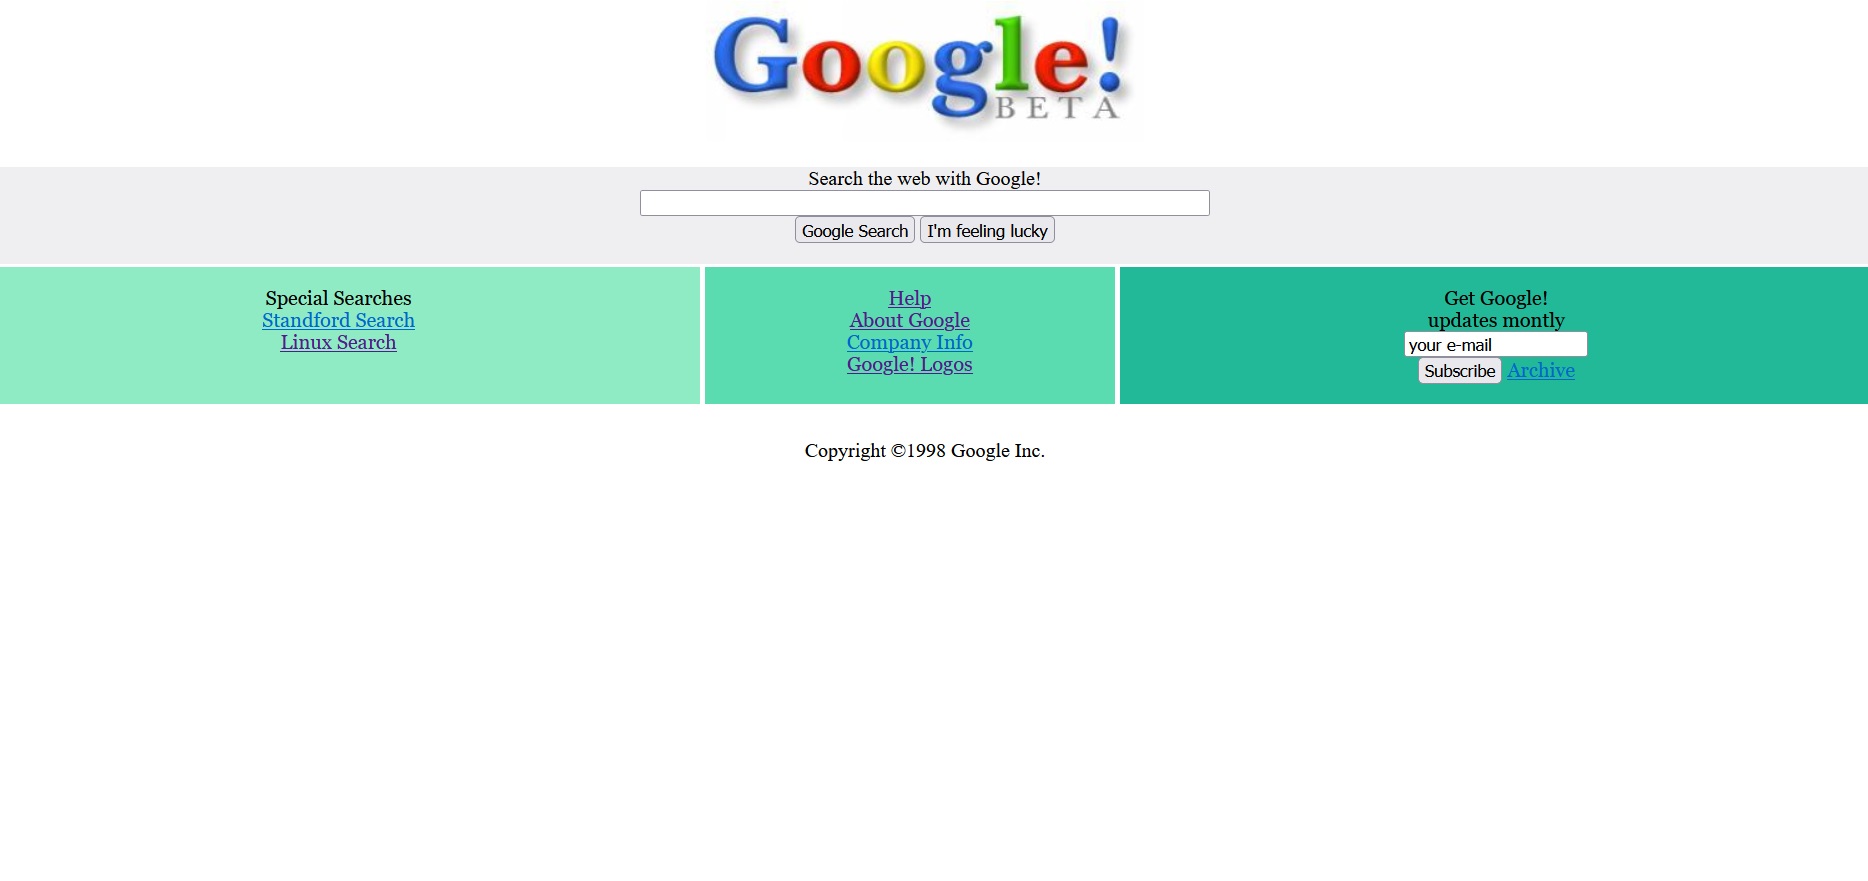 Google!
BETA
Search the web with Google!
Google Search I'm feeling lucky
Special Searches
Standford Search
Linux Search
Help
About Google
Company Info
Google! Logos
Get Google!
updates montly
your e-mail
Subscribe Archive
Copyright ©1998 Google Inc.